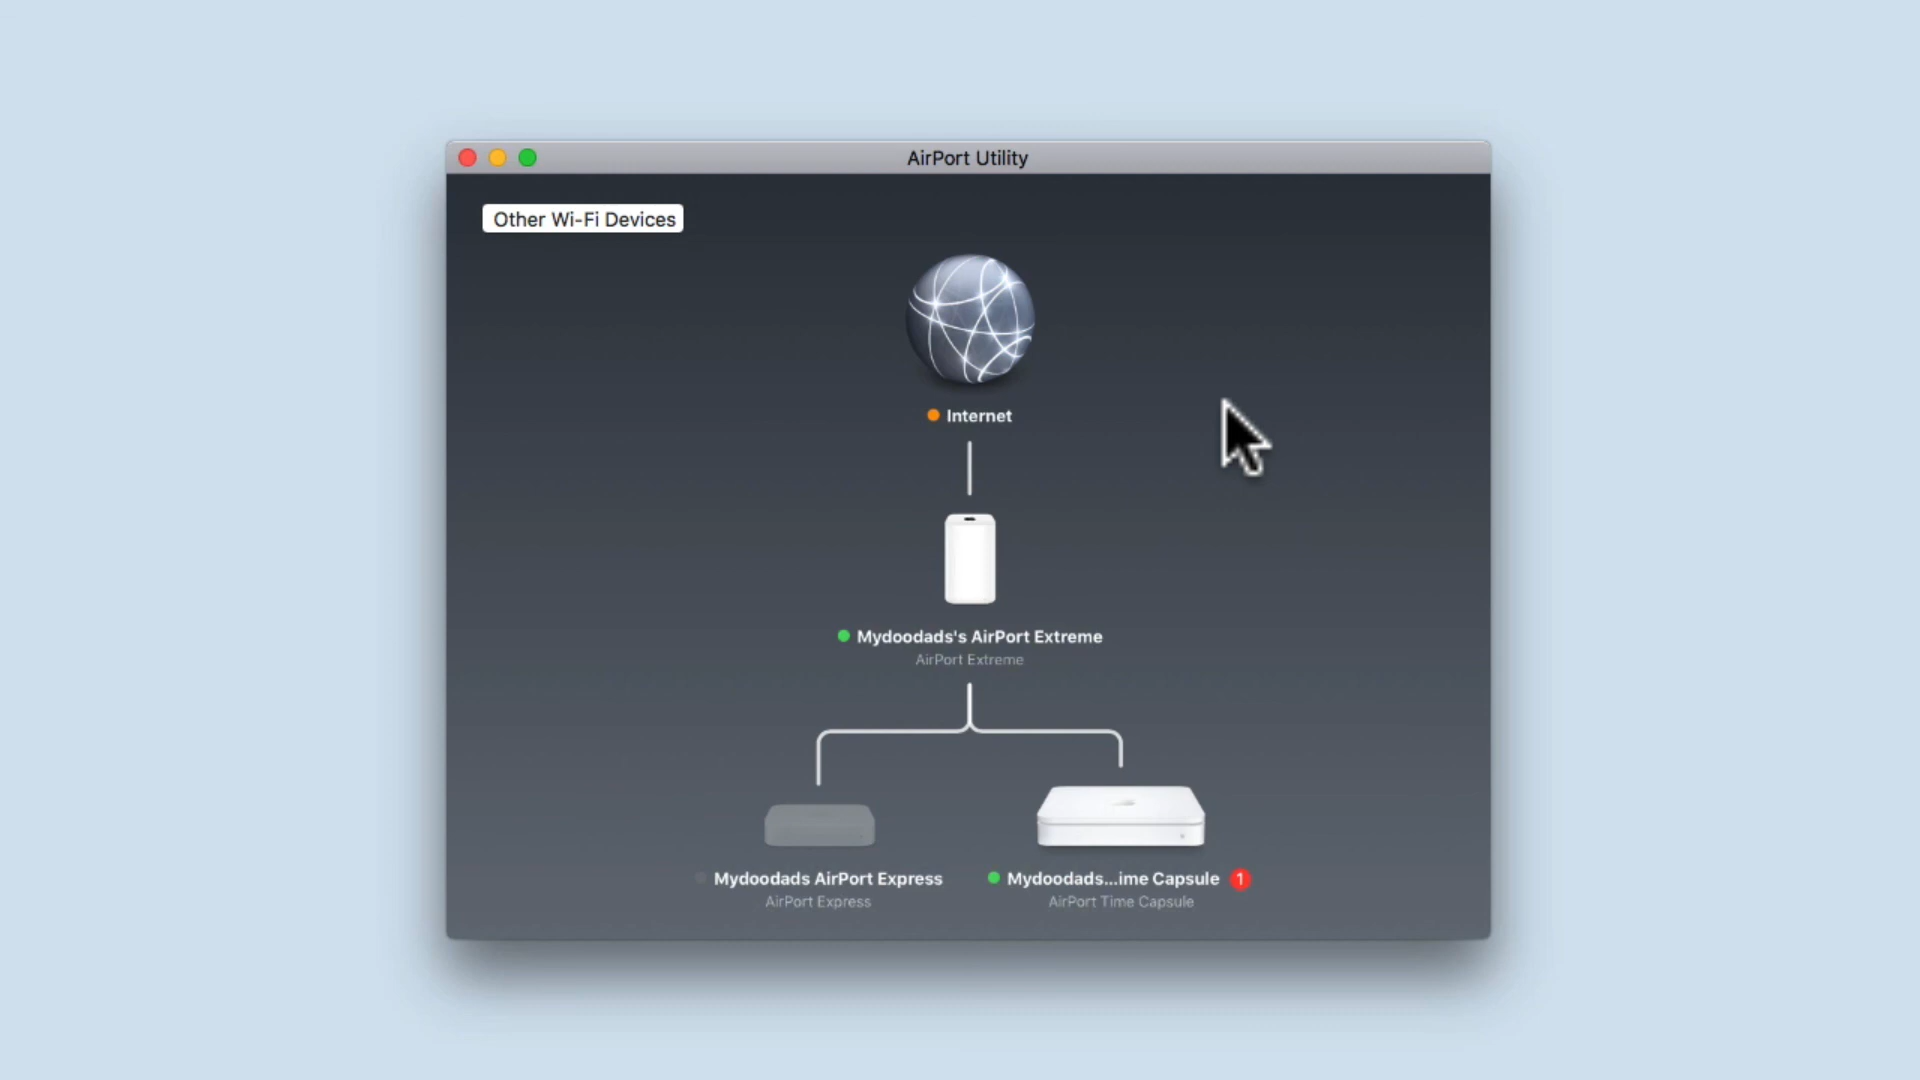 AirPort Utility
Other Wi-Fi Devices
Internet
Mydoodads's AirPort Extreme
AirPort Extreme
Mydoodads AirPort Express
AirPort Express
Mydoodads...ime Capsule 1
AirPort Time Capsule